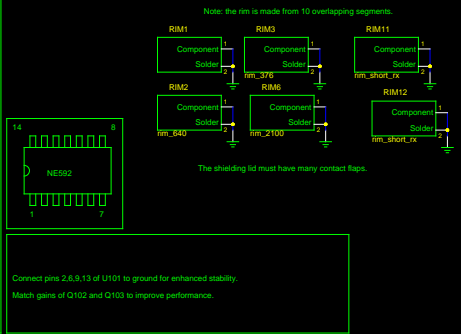 Note: the rim is made from 10 overlapping segments.
RIM1 RIM3 RIM11
Component 1 Component 1 Component 1
Solder 2 Solder 2 Solder 2
rim_376 rim_short_rx
RIM2 RIM6 RIM12
Component 1 Component 1 Component 1
Solder 2 Solder 2 Solder 2
rim_640 rim_2100 rim_short_rx
14 8
The shielding lid must have many contact flaps.
NE592
1 7
Connect pins 2,6,9,13 of U101 to ground for enhanced stability.
Match gains of Q102 and Q103 to improve performance.